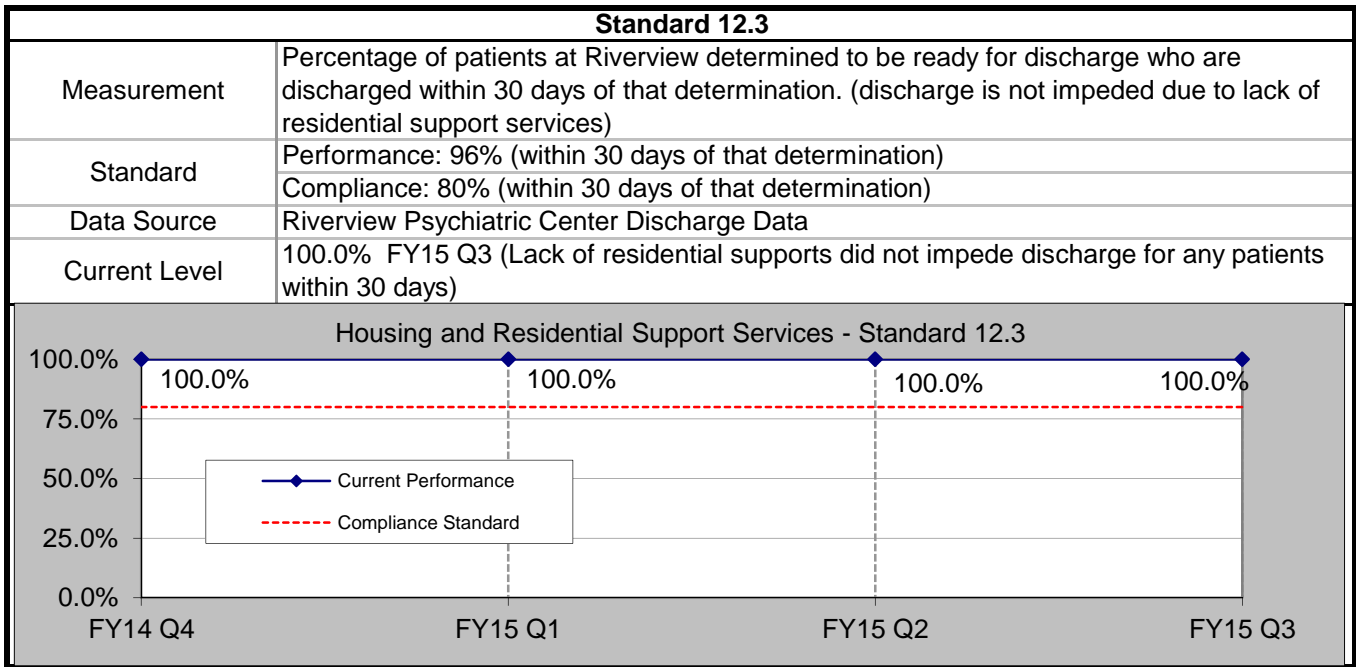 Standard 12.3
Measurement
Percentage of patients at Riverview determined to be ready for discharge who are
discharged within 30 days of that determination. (discharge is not impeded due to lack of
residential support services)
Standard
Performance: 96% (within 30 days of that determination)
Compliance: 80% (within 30 days of that determination)
Data Source
Riverview Psychiatric Center Discharge Data
Current Level
100.0% FY15 Q3 (Lack of residential supports did not impede discharge for any patients
within 30 days)
Housing and Residential Support Services - Standard 12.3
100.0%
100.0% 100.0% 100.0% 100.0%
75.0%
50.0%
Current Performance
Compliance Standard
25.0%
0.0%
FY14 Q4 FY15 Q1 FY15 Q2 FY15 Q3